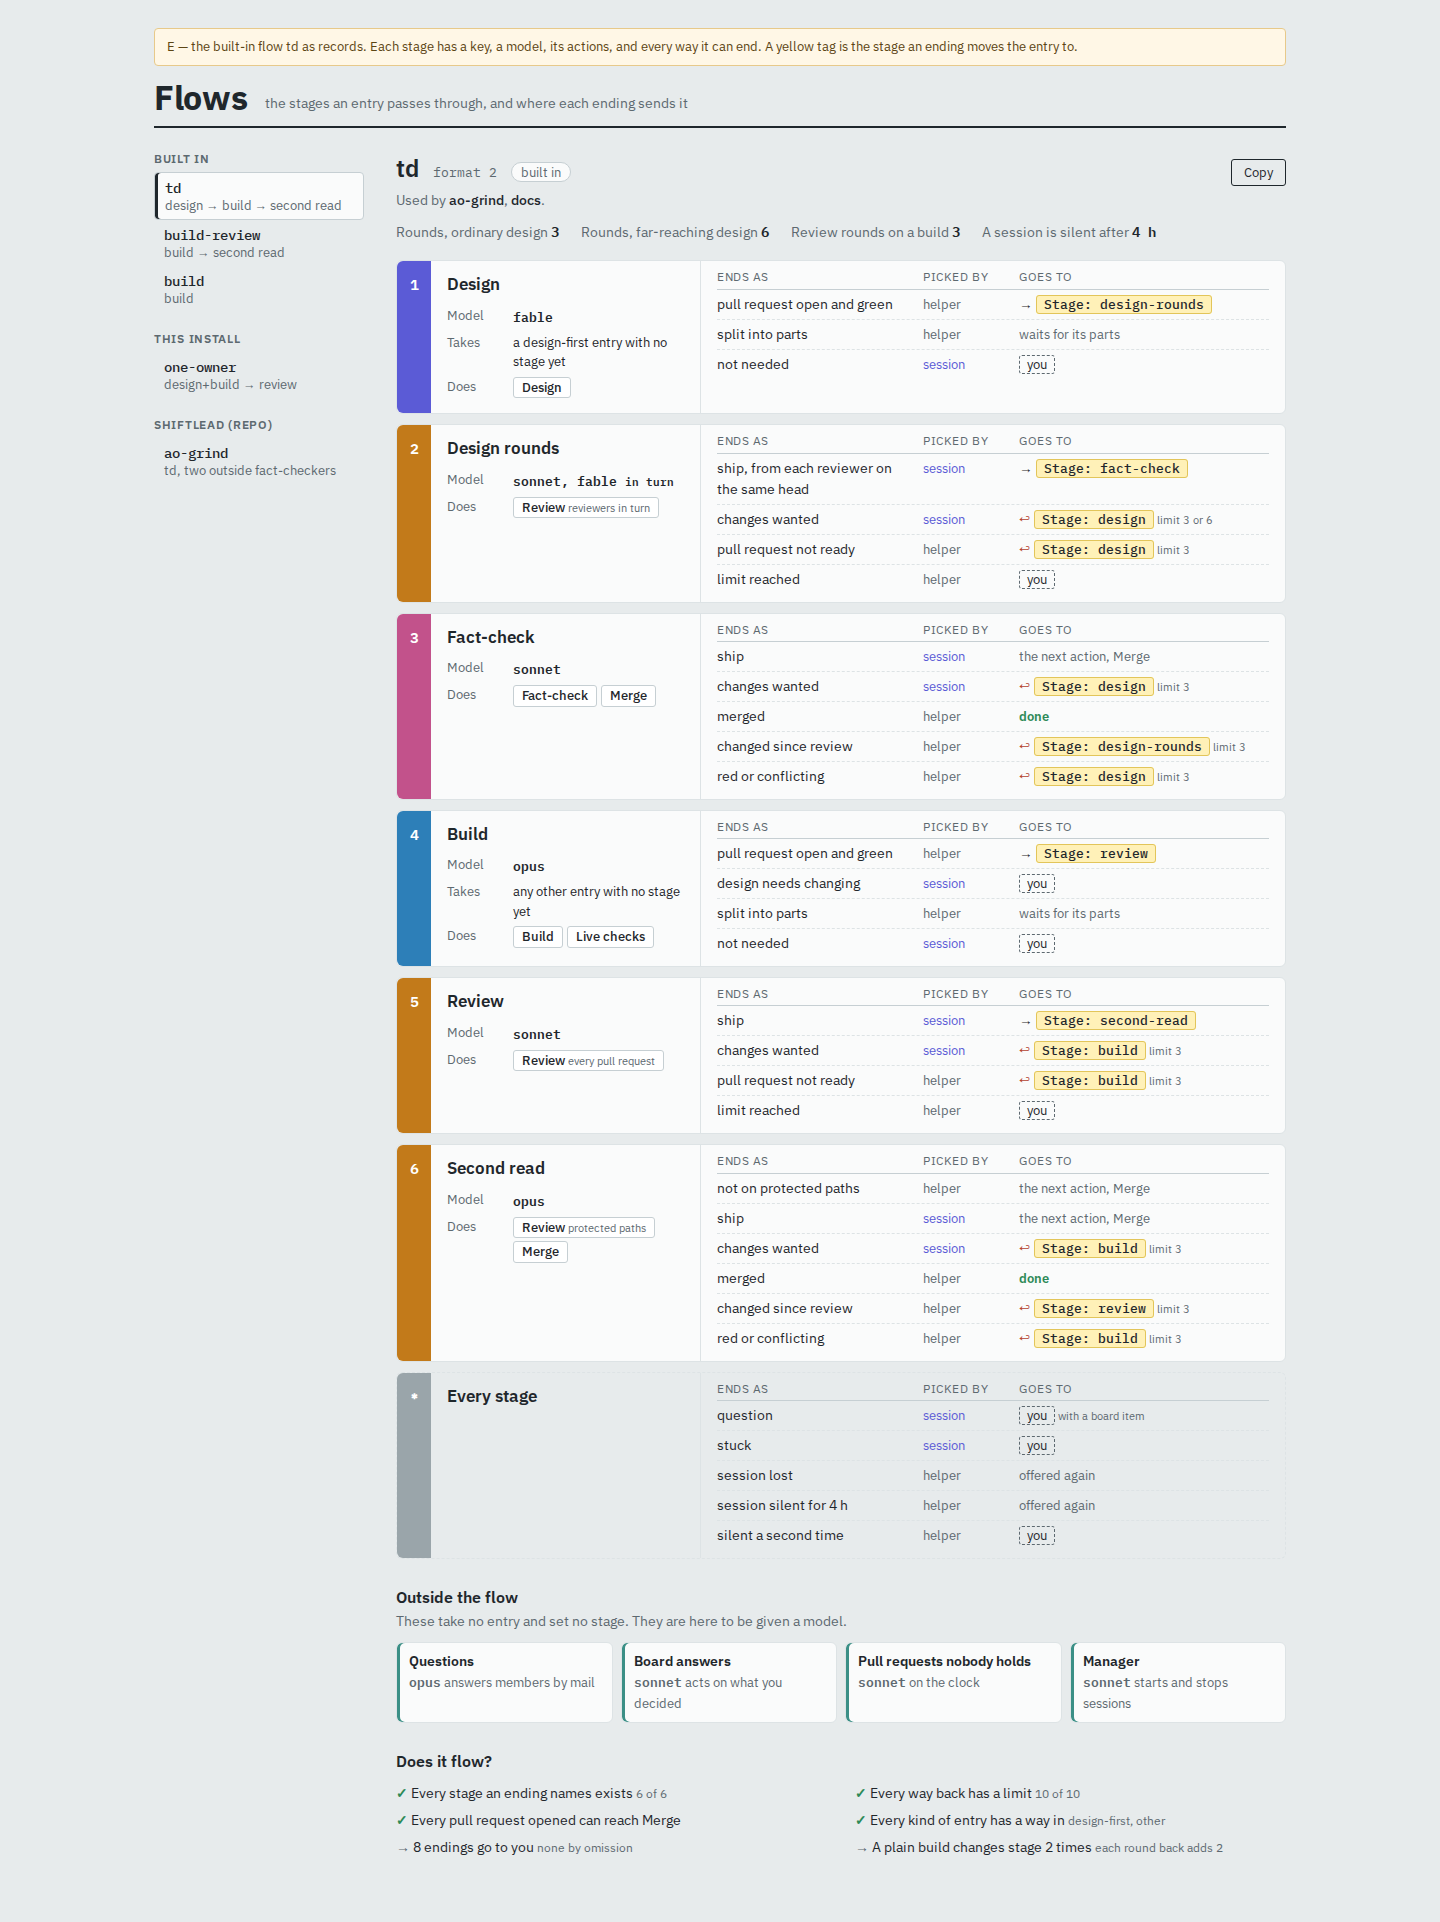 E — the built-in flow td as records. Each stage has a key, a model, its actions, and every way it can end. A yellow tag is the stage an ending moves the entry to.
Flows the stages an entry passes through, and where each ending sends it
BUILT IN
td
design → build → second read
build-review
build → second read
build
build
THIS INSTALL
one-owner
design+build → review
SHIFTLEAD (REPO)
ao-grind
td, two outside fact-checkers
td format 2 built in Copy
Used by ao-grind, docs.
Rounds, ordinary design 3 Rounds, far-reaching design 6 Review rounds on a build 3 A session is silent after 4 h
1 Design
Model fable
Takes a design-first entry with no
stage yet
Does Design
ENDS AS PICKED BY GOES TO
pull request open and green helper → Stage: design-rounds
split into parts helper waits for its parts
not needed session you
2 Design rounds
Model sonnet, fable in turn
Does Review reviewers in turn
ENDS AS PICKED BY GOES TO
ship, from each reviewer on
the same head session → Stage: fact-check
changes wanted session ↩ Stage: design limit 3 or 6
pull request not ready helper ↩ Stage: design limit 3
limit reached helper you
3 Fact-check
Model sonnet
Does Fact-check Merge
ENDS AS PICKED BY GOES TO
ship session the next action, Merge
changes wanted session ↩ Stage: design limit 3
merged helper done
changed since review helper ↩ Stage: design-rounds limit 3
red or conflicting helper ↩ Stage: design limit 3
4 Build
Model opus
Takes any other entry with no stage
yet
Does Build Live checks
ENDS AS PICKED BY GOES TO
pull request open and green helper → Stage: review
design needs changing session you
split into parts helper waits for its parts
not needed session you
5 Review
Model sonnet
Does Review every pull request
ENDS AS PICKED BY GOES TO
ship session → Stage: second-read
changes wanted session ↩ Stage: build limit 3
pull request not ready helper ↩ Stage: build limit 3
limit reached helper you
6 Second read
Model opus
Does Review protected paths
Merge
ENDS AS PICKED BY GOES TO
not on protected paths helper the next action, Merge
ship session the next action, Merge
changes wanted session ↩ Stage: build limit 3
merged helper done
changed since review helper ↩ Stage: review limit 3
red or conflicting helper ↩ Stage: build limit 3
* Every stage
ENDS AS PICKED BY GOES TO
question session you with a board item
stuck session you
session lost helper offered again
session silent for 4 h helper offered again
silent a second time helper you
Outside the flow
These take no entry and set no stage. They are here to be given a model.
Questions
opus answers members by mail
Board answers
sonnet acts on what you
decided
Pull requests nobody holds
sonnet on the clock
Manager
sonnet starts and stops
sessions
Does it flow?
✓ Every stage an ending names exists 6 of 6
✓ Every way back has a limit 10 of 10
✓ Every pull request opened can reach Merge
✓ Every kind of entry has a way in design-first, other
→ 8 endings go to you none by omission
→ A plain build changes stage 2 times each round back adds 2